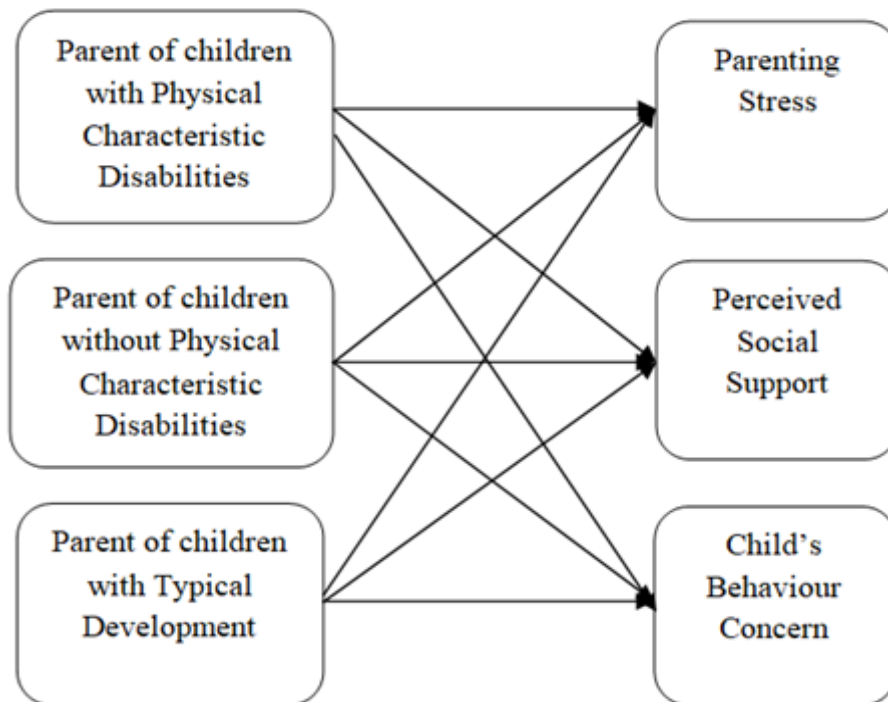 Parent of children
with Physical
Characteristic
Disabilities
Parenting
Stress
Parent of children
without Physical
Characteristic
Disabilities
Perceived
Social
Support
Parent of children
with Typical
Development
Child's
Behaviour
Concern